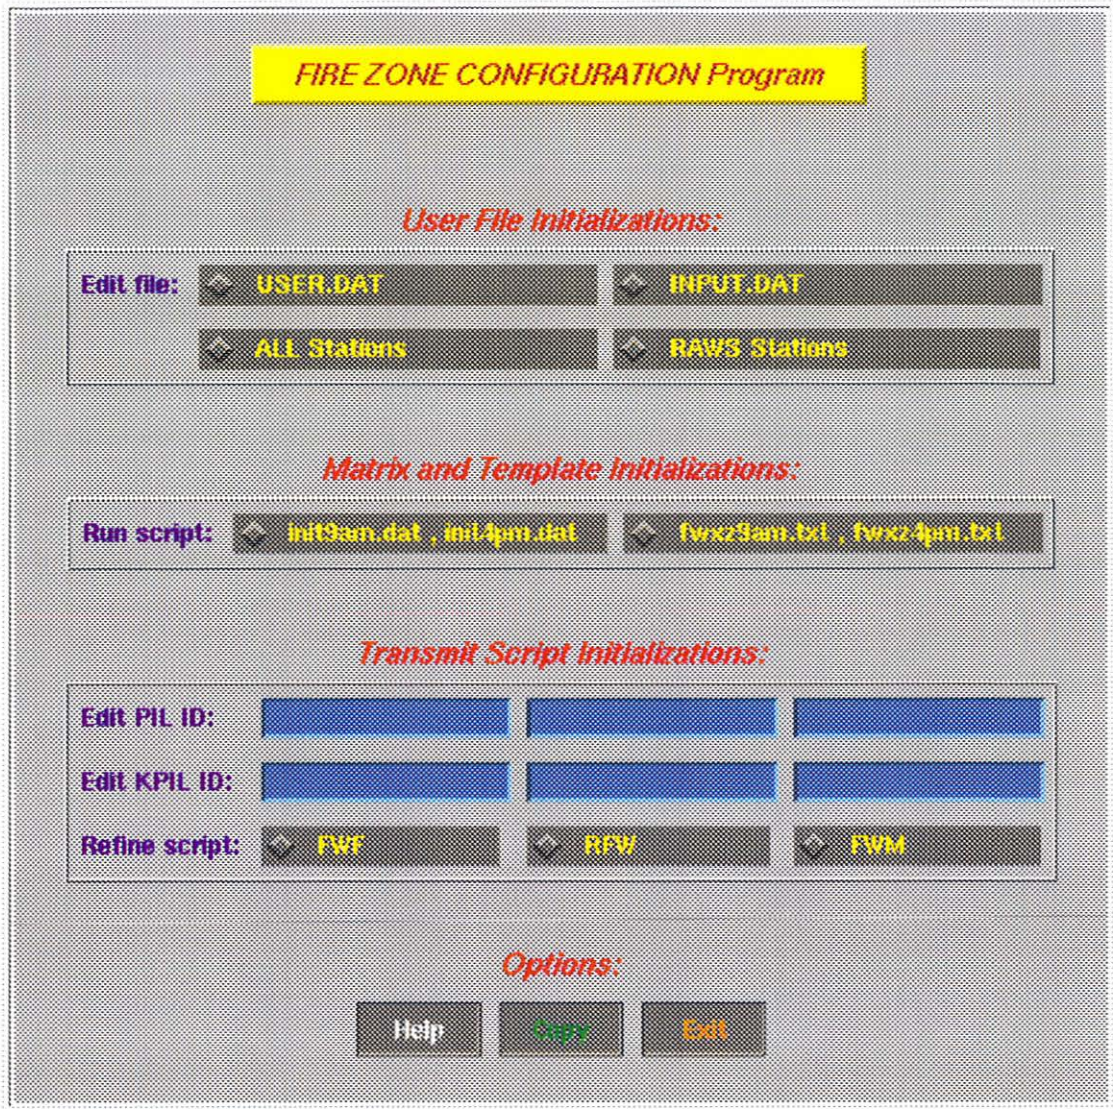 FIRE ZONE CONFIGURATION Program
User File Initializations:
Edit file: USER.DAT INPUT.DAT
ALL Stations RAWS Stations
Matrix and Template Initializations:
Run script: init9am.dat , init4pm.dat fwxz9am.txt , fwxz4pm.txt
Transmit Script Initializations:
Edit PIL ID:
Edit KPIL ID:
Refine script: FWF RFW FWM
Options:
Help Copy Exit